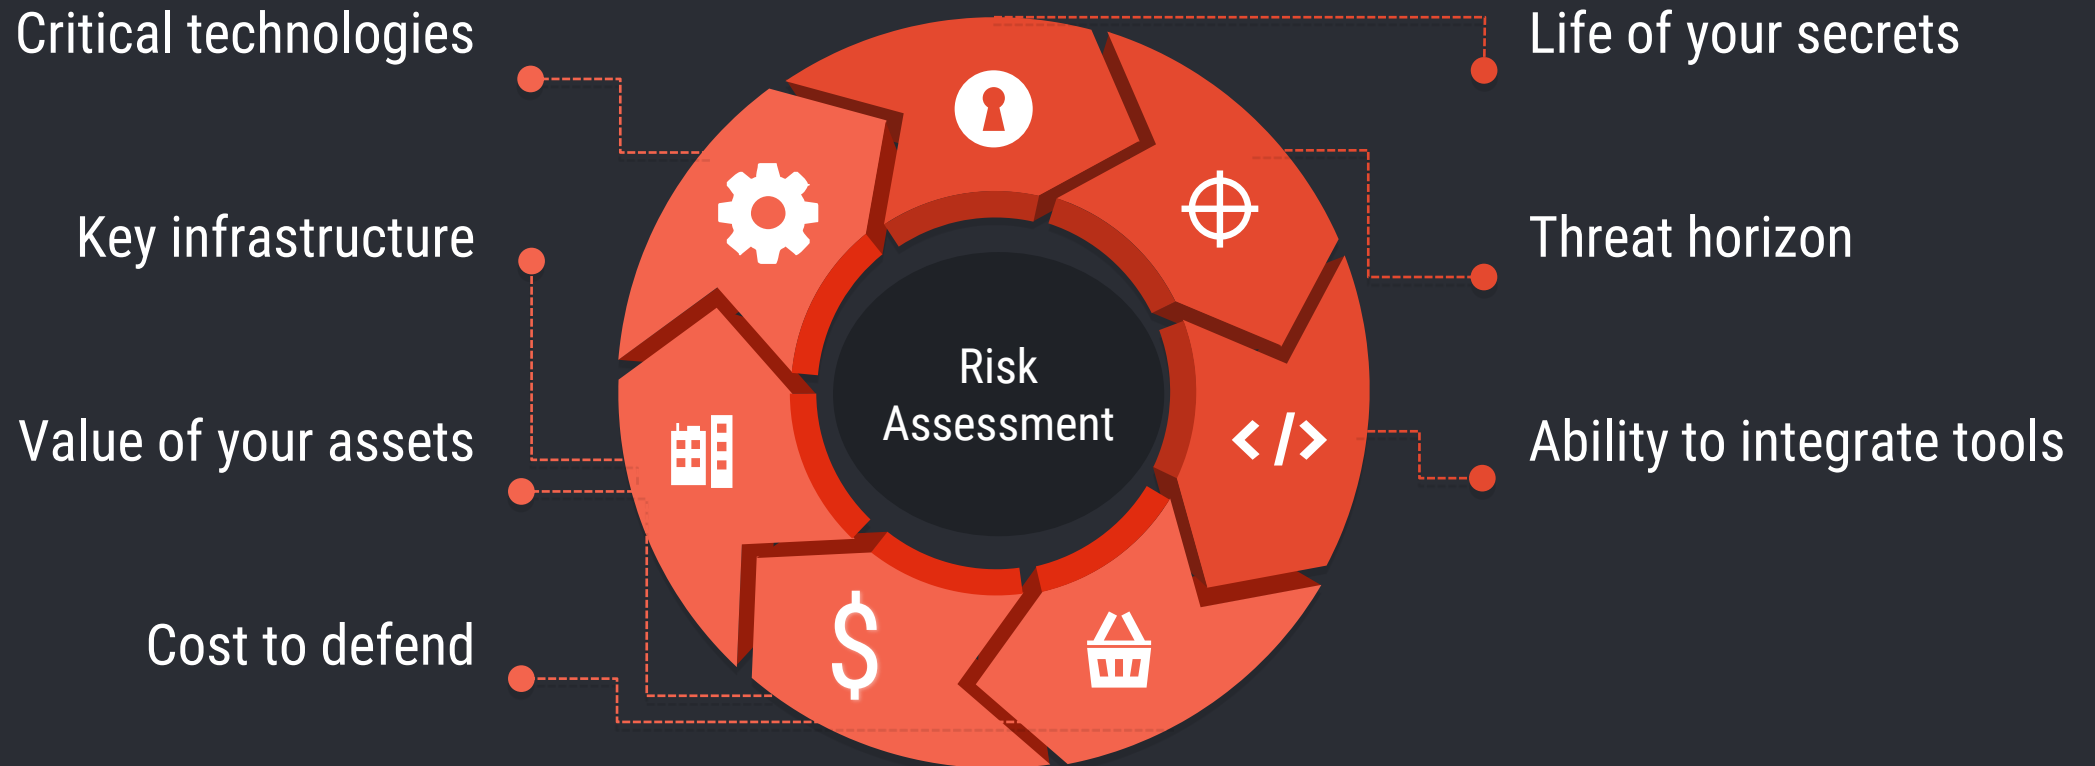 Critical technologies
Key infrastructure
Value of your assets
Cost to defend
Risk
Assessment
$
</>
Life of your secrets
Threat horizon
Ability to integrate tools